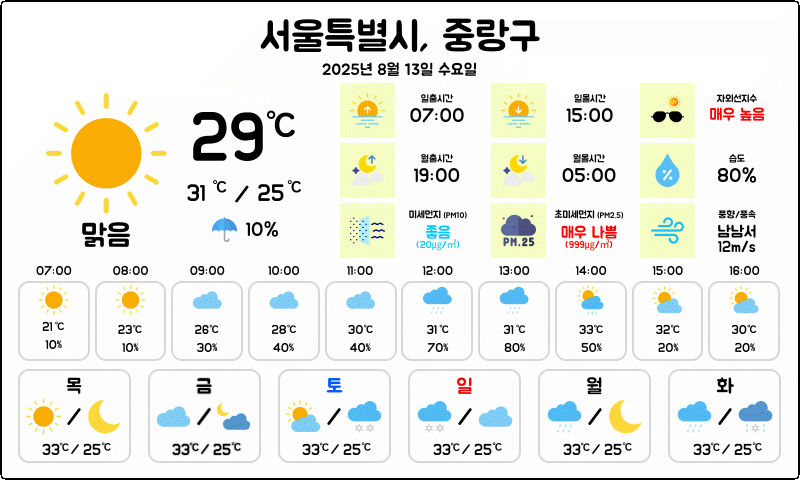 서울특별시, 중랑구
2025년 8월 13일 수요일
29℃
31 ℃ / 25 ℃
맑음
10%
일출시간
07:00
일몰시간
15:00
자외선지수
매우 높음
월출시간
19:00
월몰시간
05:00
습도
80%
미세먼지 (PM10)
좋음
(20㎍/㎥)
PM.25
초미세먼지 (PM2.5)
매우 나쁨
(999㎍/㎥)
풍향/풍속
남남서
12m/s
07:00 08:00 09:00 10:00 11:00 12:00 13:00 14:00 15:00 16:00
21℃ 23℃ 26℃ 28℃ 30℃ 31℃ 31℃ 33℃ 32℃ 30℃
10% 10% 30% 40% 40% 70% 80% 50% 20% 20%
목 금 토 일 월 화
/ / / / / /
33℃ / 25℃ 33℃ / 25℃ 33℃ / 25℃ 33℃ / 25℃ 33℃ / 25℃ 33℃ / 25℃